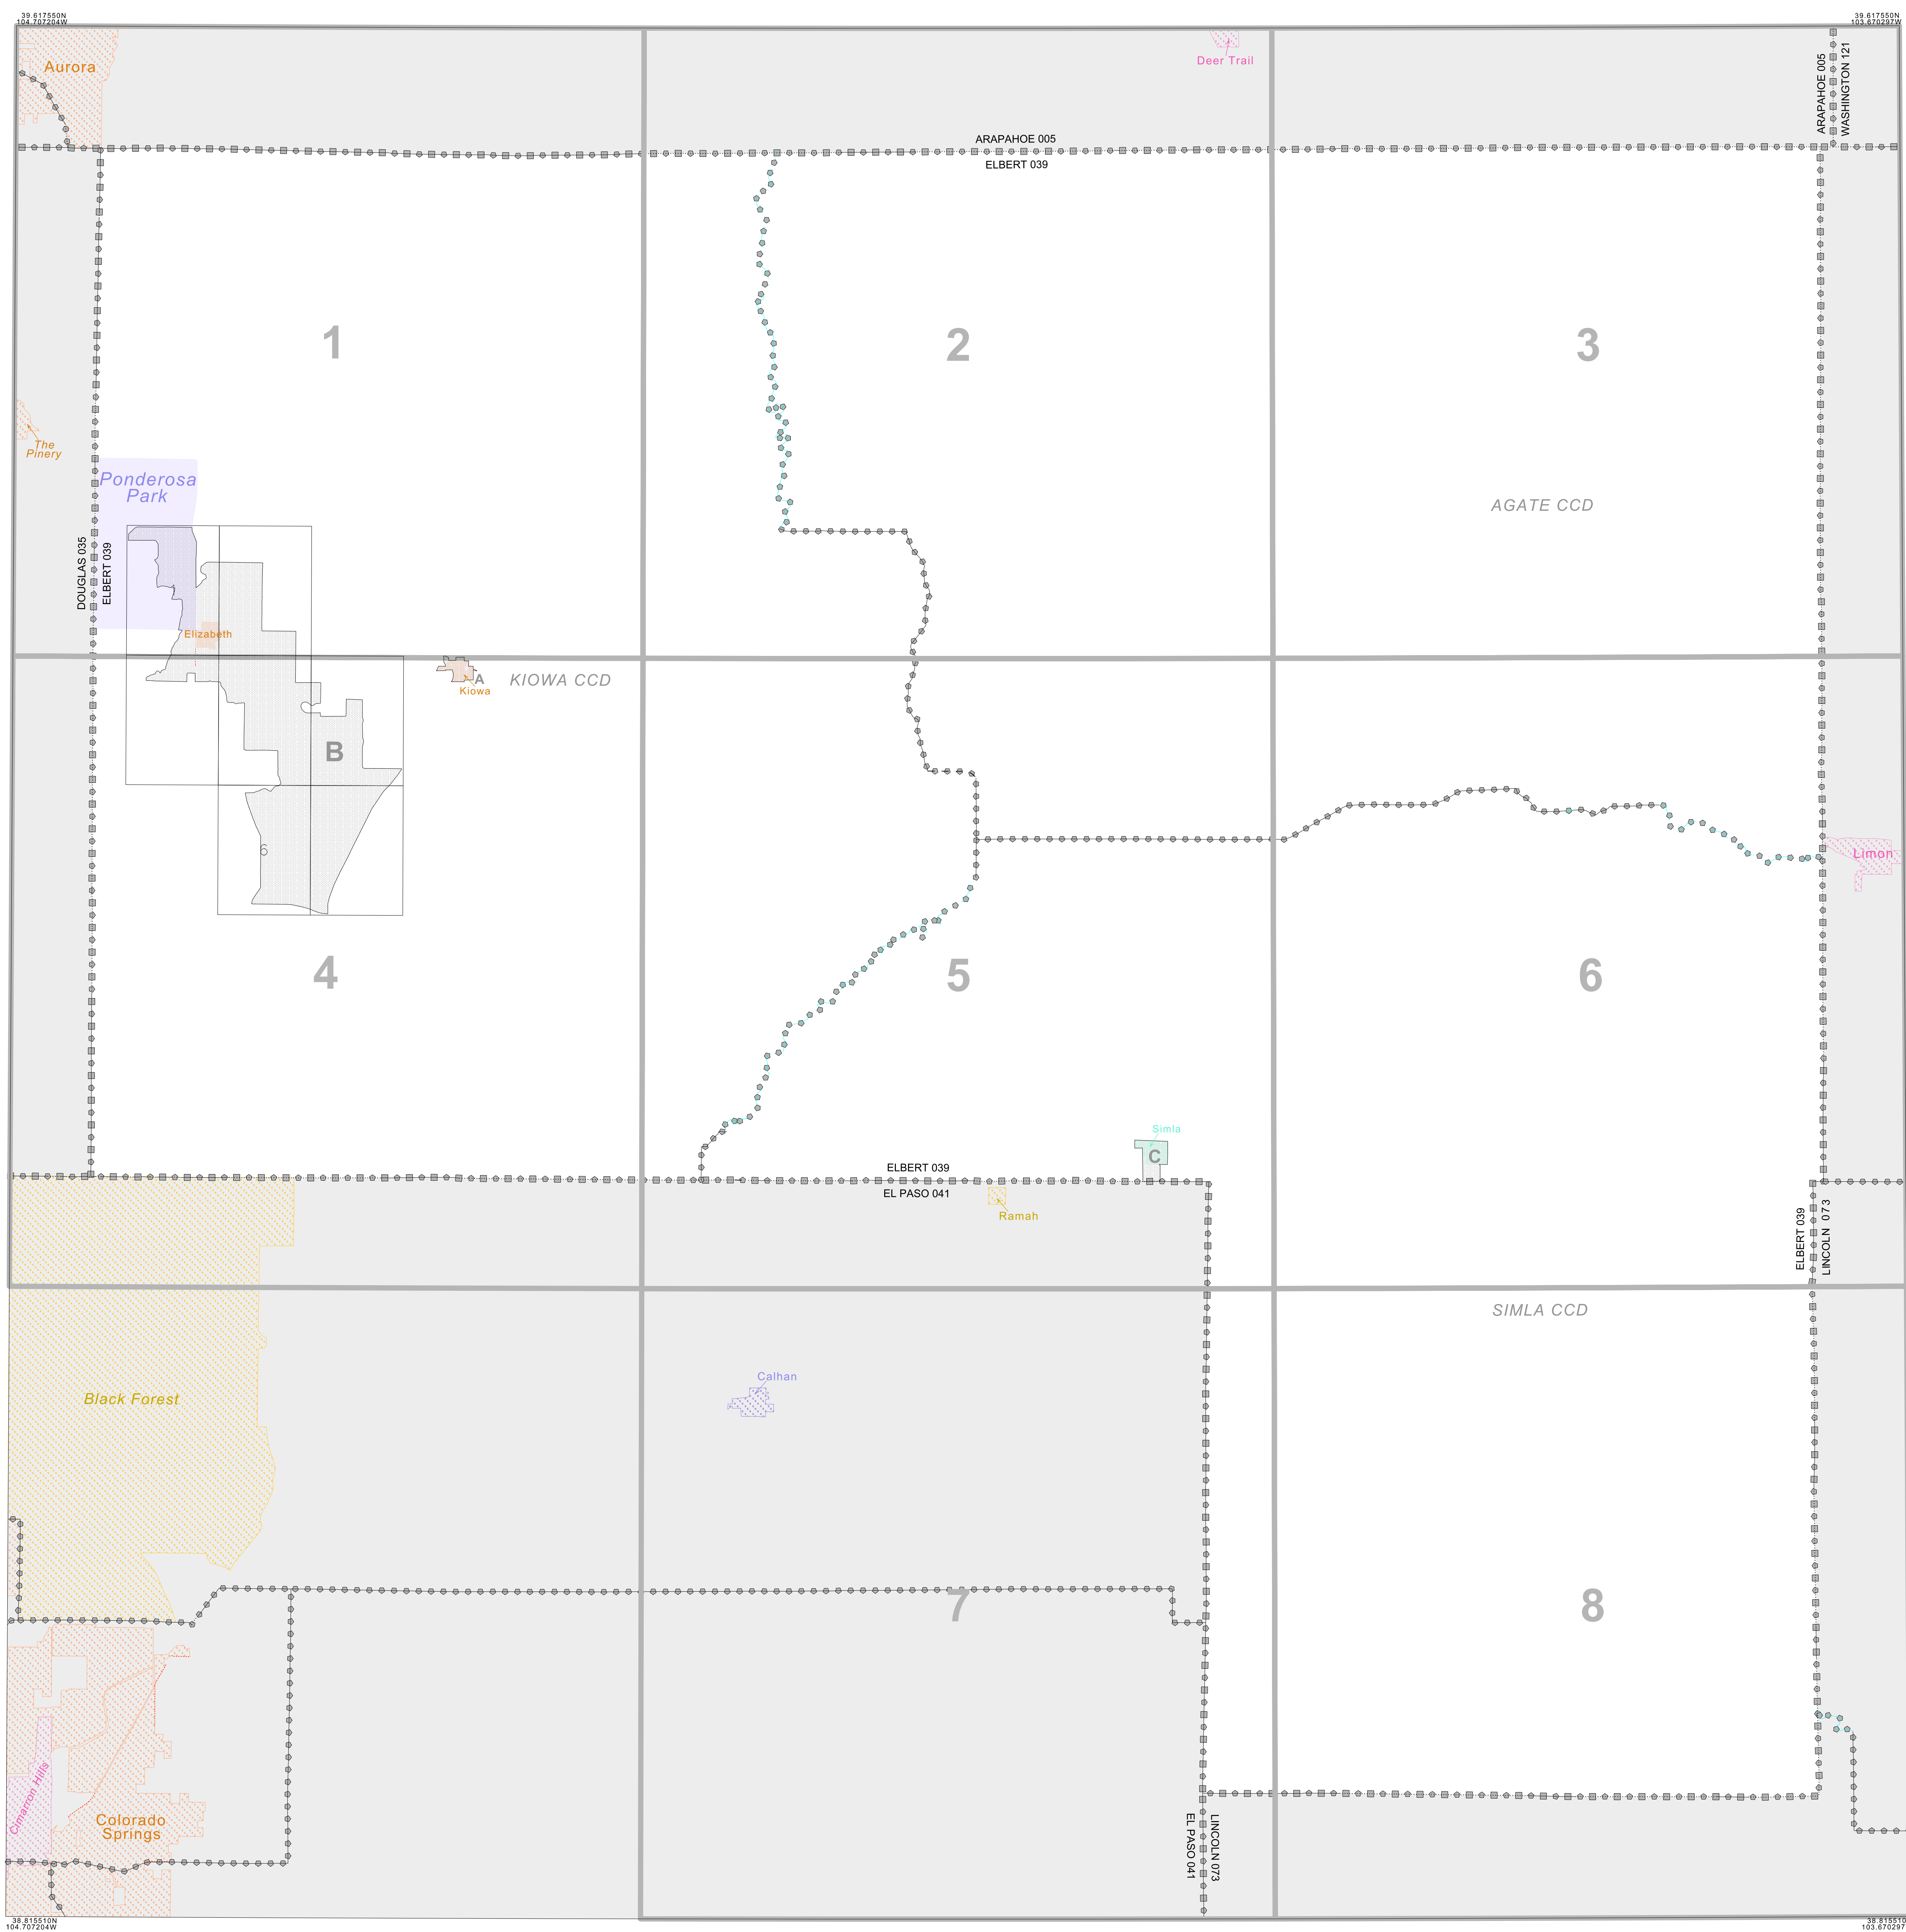 39.617550N
104.707204W
39.617550N
103.670297W
Aurora
Deer Trail
ARAPAHOE 005
WASHINGTON 121
ARAPAHOE 005
ELBERT 039
1
2
3
The
Pinery
Ponderosa
Park
AGATE CCD
DOUGLAS 035
ELBERT 039
Elizabeth
A
Kiowa
KIOWA CCD
B
Limon
4
5
6
Simla
C
ELBERT 039
EL PASO 041
Ramah
ELBERT 039
LINCOLN 073
SIMLA CCD
Calhan
Black Forest
7
8
Cimarron Hills
Colorado
Springs
EL PASO 041
LINCOLN 073
38.815510N
104.707204W
38.815510
103.670297